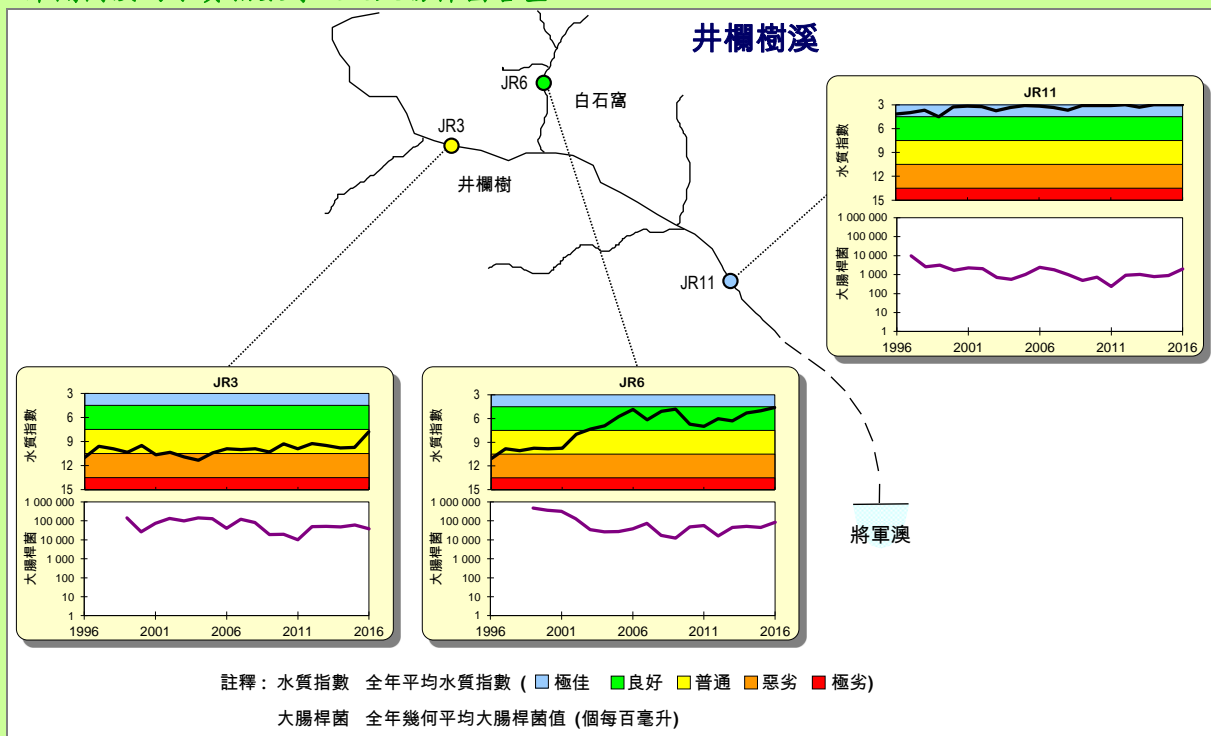 井欄樹溪
JR6
白石窩
JR3
井欄樹
JR11
將軍澳
JR11
水質指數
3
6
9
12
15
大腸桿菌
1 000 000
100 000
10 000
1 000
100
10
1
1996 2001 2006 2011 2016
JR3
水質指數
3
6
9
12
15
大腸桿菌
1 000 000
100 000
10 000
1 000
100
10
1
1996 2001 2006 2011 2016
JR6
水質指數
3
6
9
12
15
大腸桿菌
1 000 000
100 000
10 000
1 000
100
10
1
1996 2001 2006 2011 2016
註釋: 水質指數 全年平均水質指數 ( 極佳 良好 普通 惡劣 極劣)
大腸桿菌 全年幾何平均大腸桿菌值 (個每百毫升)